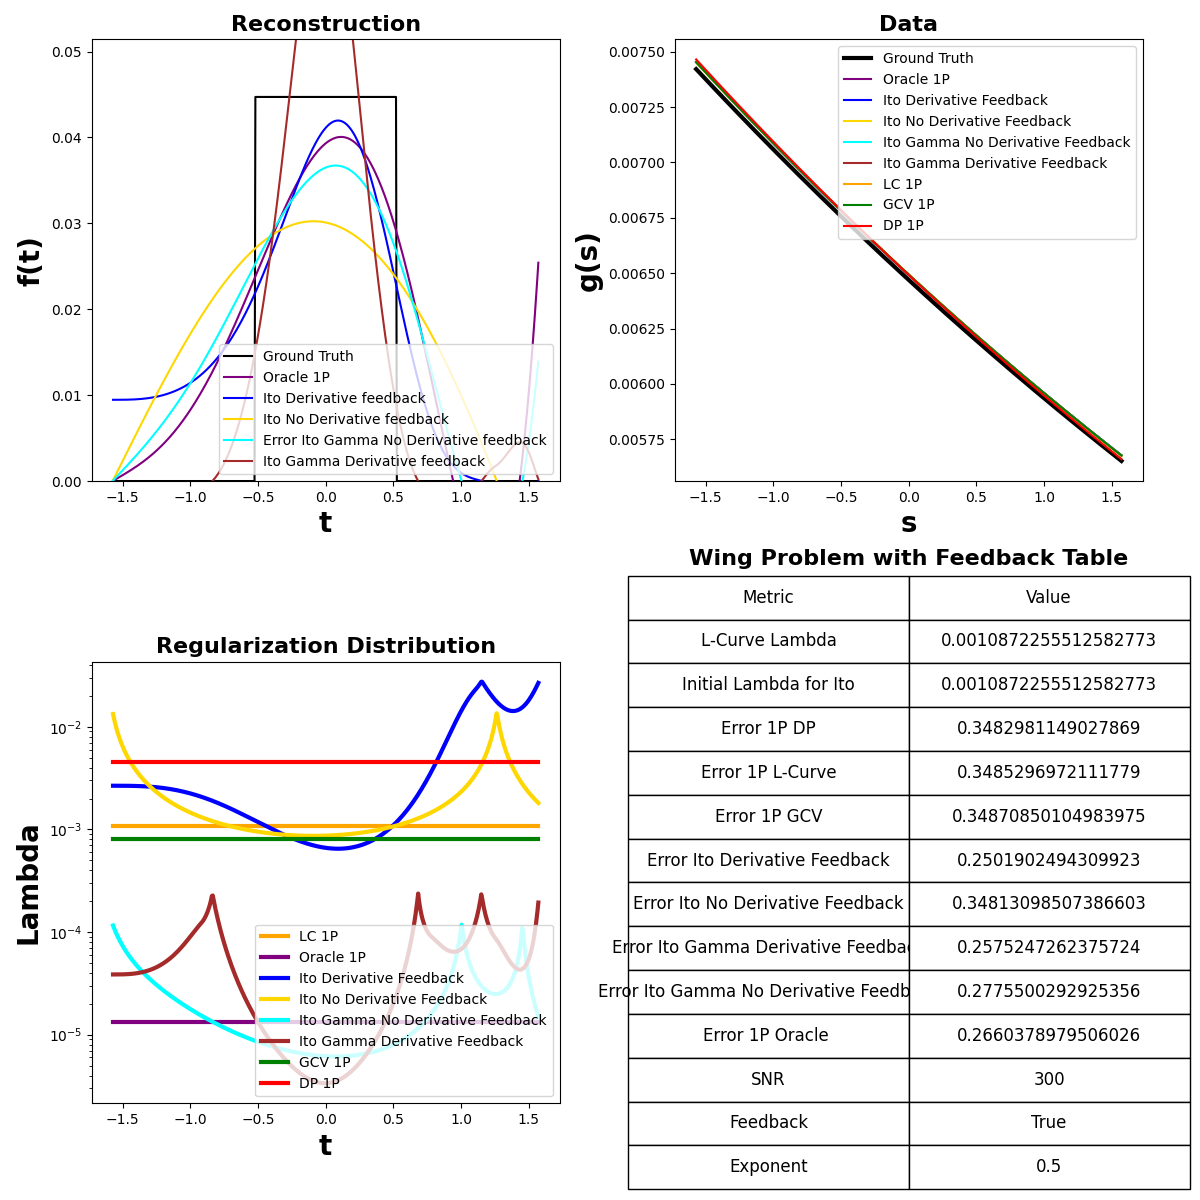 Reconstruction
f(t)
0.05
0.04
0.03
0.02
0.01
0.00
Ground Truth
Oracle 1P
Ito Derivative feedback
Ito No Derivative feedback
Error Ito Gamma No Derivative feedback
Ito Gamma Derivative feedback
−1.5 −1.0 −0.5 0.0 0.5 1.0 1.5
t
Data
g(s)
0.00750
0.00725
0.00700
0.00675
0.00650
0.00625
0.00600
0.00575
Ground Truth
Oracle 1P
Ito Derivative Feedback
Ito No Derivative Feedback
Ito Gamma No Derivative Feedback
Ito Gamma Derivative Feedback
LC 1P
GCV 1P
DP 1P
−1.5 −1.0 −0.5 0.0 0.5 1.0 1.5
s
Regularization Distribution
Lambda
10⁻²
10⁻³
10⁻⁴
10⁻⁵
LC 1P
Oracle 1P
Ito Derivative Feedback
Ito No Derivative Feedback
Ito Gamma No Derivative Feedback
Ito Gamma Derivative Feedback
GCV 1P
DP 1P
−1.5 −1.0 −0.5 0.0 0.5 1.0 1.5
t
Wing Problem with Feedback Table
Metric Value
L-Curve Lambda 0.0010872255512582773
Initial Lambda for Ito 0.0010872255512582773
Error 1P DP 0.3482981149027869
Error 1P L-Curve 0.3485296972111779
Error 1P GCV 0.34870850104983975
Error Ito Derivative Feedback 0.2501902494309923
Error Ito No Derivative Feedback 0.34813098507386603
Error Ito Gamma Derivative Feedbac 0.2575247262375724
Error Ito Gamma No Derivative Feedb 0.2775500292925356
Error 1P Oracle 0.2660378979506026
SNR 300
Feedback True
Exponent 0.5